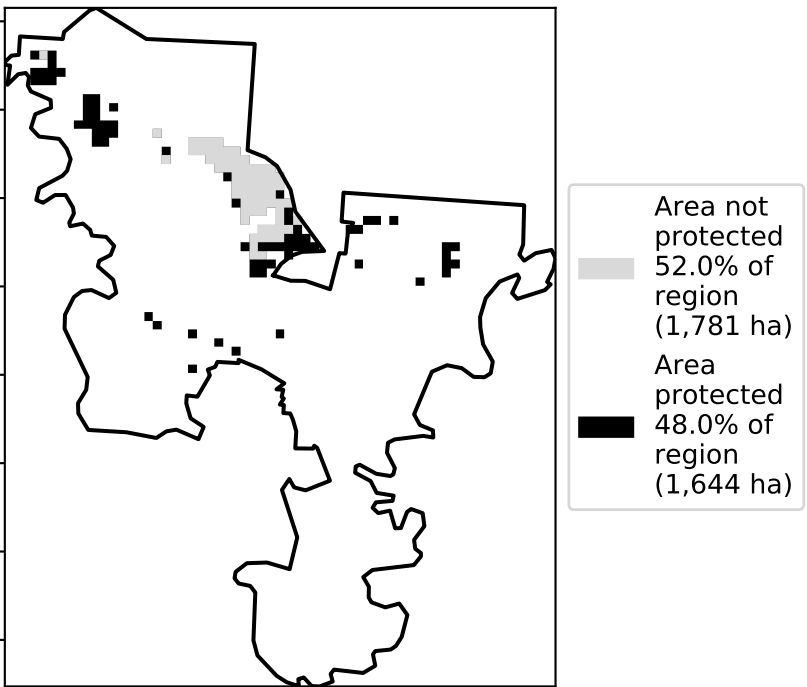 Area not
protected
52.0% of
region
(1,781 ha)
Area
protected
48.0% of
region
(1,644 ha)